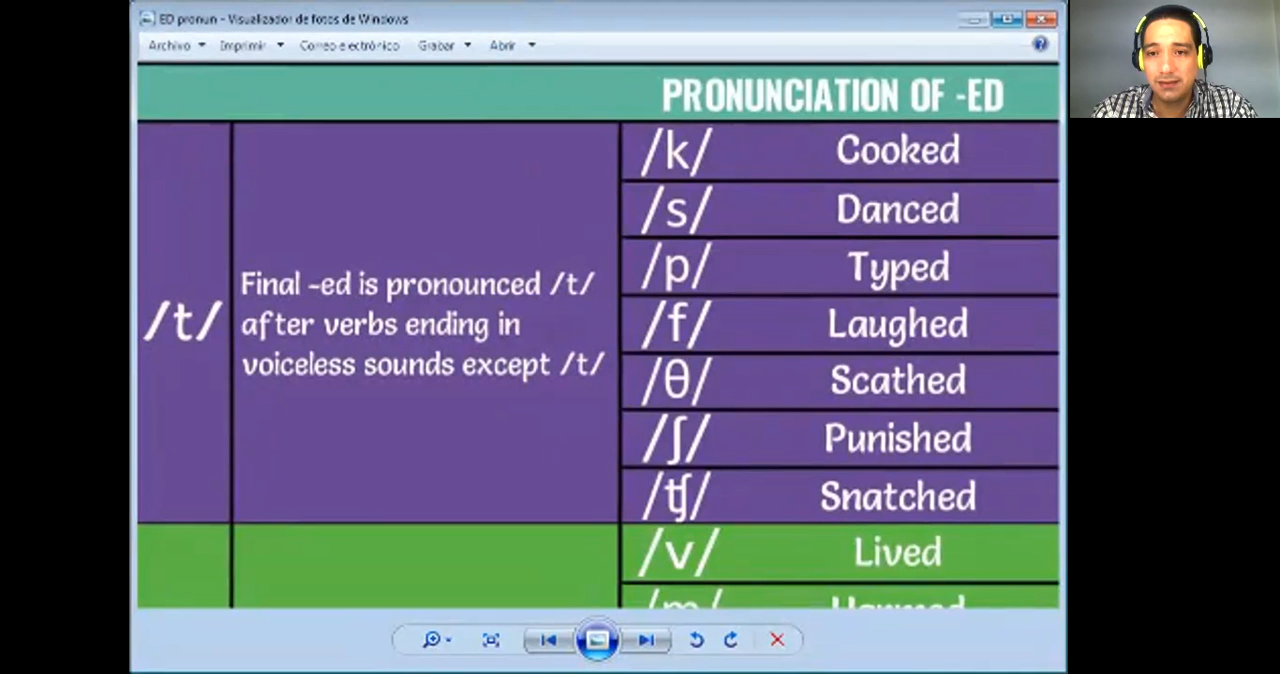 ED pronun - Visualizador de fotos de Windows
Archivo Imprimir Correo electrónico Grabar Abrir
PRONUNCIATION OF -ED
/k/ Cooked
/s/ Danced
/p/ Typed
/f/ Laughed
/t/
Final -ed is pronounced /t/
after verbs ending in
voiceless sounds except /t/
/θ/ Scathed
/ʃ/ Punished
/tʃ/ Snatched
/v/ Lived